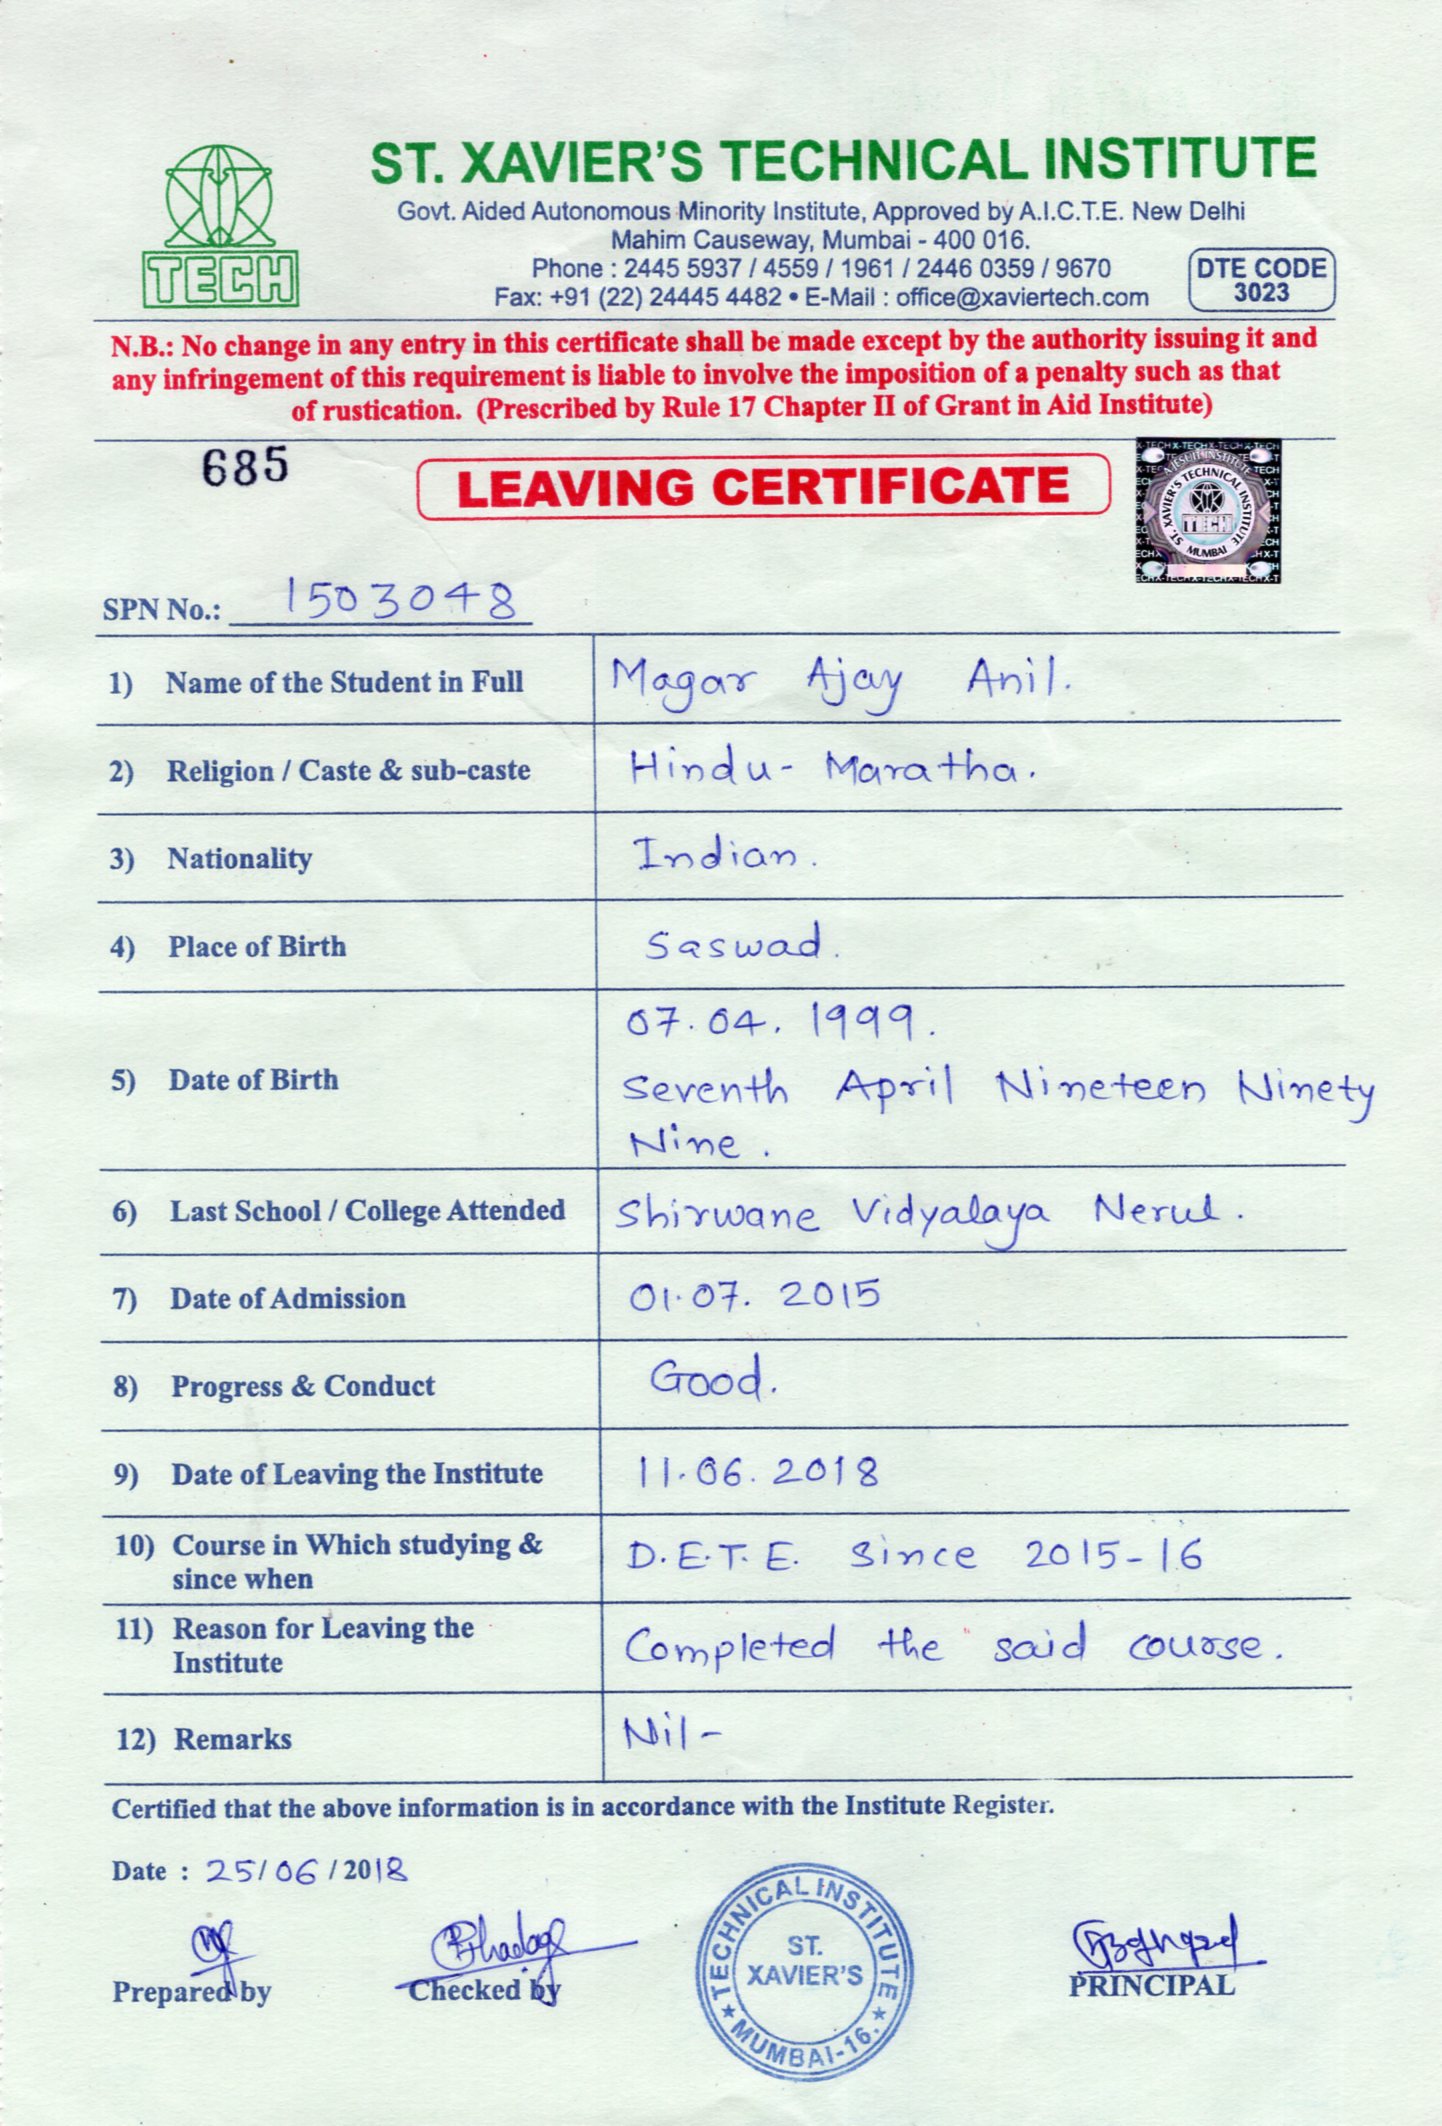 ST. XAVIER'S TECHNICAL INSTITUTE
Govt. Aided Autonomous Minority Institute, Approved by A.I.C.T.E. New Delhi
Mahim Causeway, Mumbai - 400 016.
Phone : 2445 5937 / 4559 / 1961 / 2446 0359 / 9670
Fax: +91 (22) 24445 4482 • E-Mail : office@xaviertech.com
TECH
DTE CODE
3023
N.B.: No change in any entry in this certificate shall be made except by the authority issuing it and
any infringement of this requirement is liable to involve the imposition of a penalty such as that
of rustication. (Prescribed by Rule 17 Chapter II of Grant in Aid Institute)
685
LEAVING CERTIFICATE
A JESUIT INSTITUTE
ST. XAVIER'S TECHNICAL INSTITUTE
TECH
MUMBAI
SPN No.: 1503048
1) Name of the Student in Full Magar Ajay Anil.
2) Religion / Caste & sub-caste Hindu- Maratha.
3) Nationality Indian.
4) Place of Birth Saswad.
07.04.1999.
5) Date of Birth Seventh April Nineteen Ninety
Nine.
6) Last School / College Attended Shirwane Vidyalaya Nerul.
7) Date of Admission 01.07.2015
8) Progress & Conduct Good.
9) Date of Leaving the Institute 11.06.2018
10) Course in Which studying & D.E.T.E. Since 2015-16
since when
11) Reason for Leaving the Completed the said course.
Institute
12) Remarks Nil-
Certified that the above information is in accordance with the Institute Register.
Date : 25/06/2018
Prepared by
Checked by
TECHNICAL INSTITUTE
ST.
XAVIER'S
MUMBAI-16.
PRINCIPAL